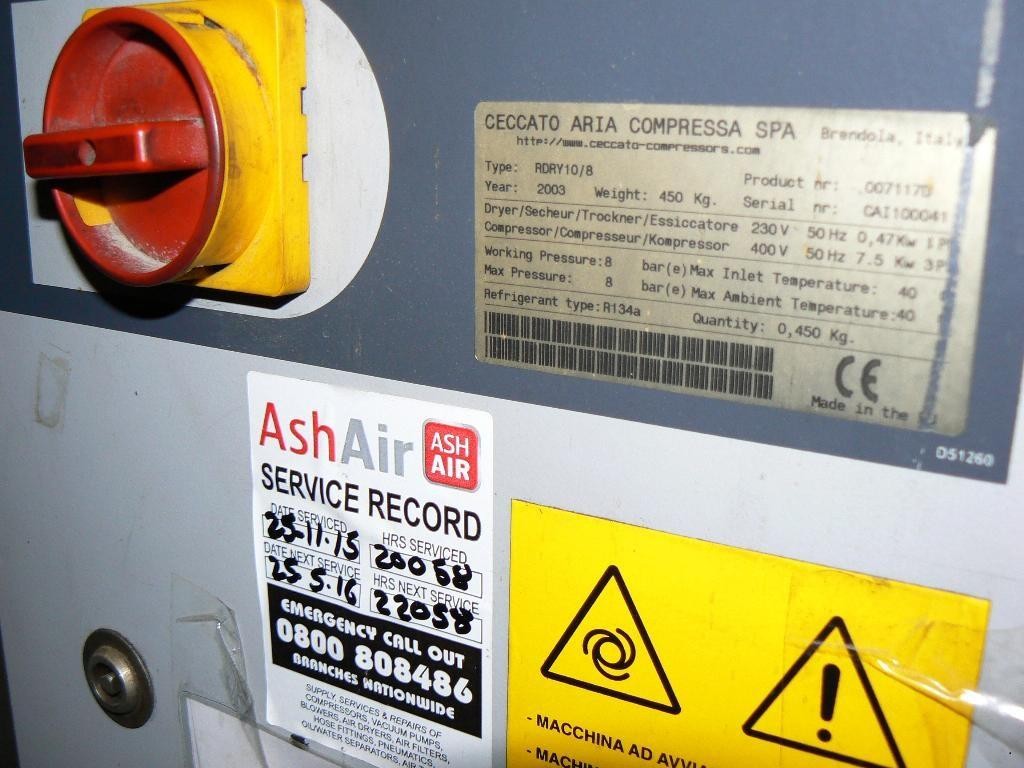 CECCATO ARIA COMPRESSA SPA Brendola, Italy
http://www.ceccato-compressors.com
Type: RDRY10/8 Product nr: .0071170
Year: 2003 Weight: 450 Kg. Serial nr: CAI100041
Dryer/Secheur/Trockner/Essiccatore 230V 50Hz 0,47Kw
Compressor/Compresseur/Kompressor 400V 50Hz 7.5 Kw
Working Pressure:8 bar(e) Max Inlet Temperature: 40
Max Pressure: 8 bar(e) Max Ambient Temperature:40
Refrigerant type:R134a Quantity: 0,450 Kg.
CE
Made in the
D51260
AshAir ASH AIR
SERVICE RECORD
DATE SERVICED HRS SERVICED
25.11.15 20058
DATE NEXT SERVICE HRS NEXT SERVICE
25 5.16 22058
EMERGENCY CALL OUT
0800 808486
BRANCHES NATIONWIDE
SUPPLY, SERVICES & REPAIRS OF
COMPRESSORS, VACUUM PUMPS,
BLOWERS, AIR DRYERS, AIR FILTERS,
HOSE FITTINGS, PNEUMATICS,
OIL/WATER SEPARATORS, AIR
- MACCHINA AD